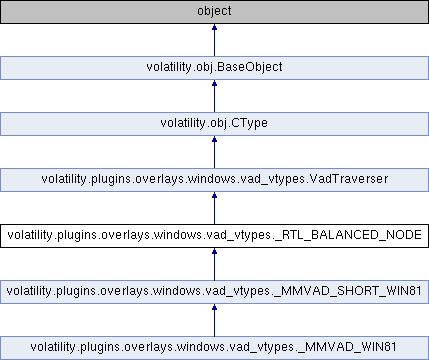 object
volatility.obj.BaseObject
volatility.obj.CType
volatility.plugins.overlays.windows.vad_vtypes.VadTraverser
volatility.plugins.overlays.windows.vad_vtypes._RTL_BALANCED_NODE
volatility.plugins.overlays.windows.vad_vtypes._MMVAD_SHORT_WIN81
volatility.plugins.overlays.windows.vad_vtypes._MMVAD_WIN81